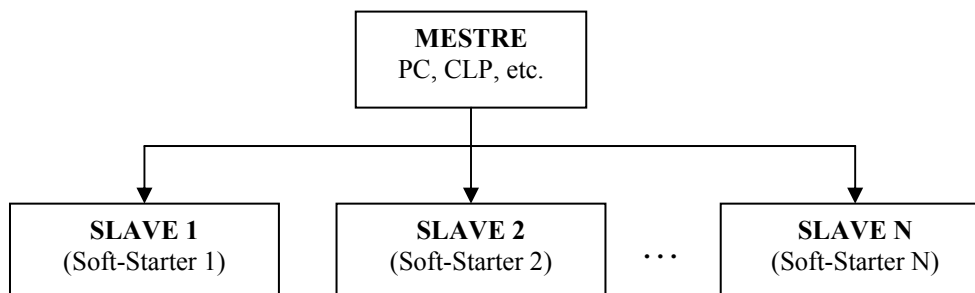 MESTRE
PC, CLP, etc.
SLAVE 1
(Soft-Starter 1)
SLAVE 2
(Soft-Starter 2)
...
SLAVE N
(Soft-Starter N)